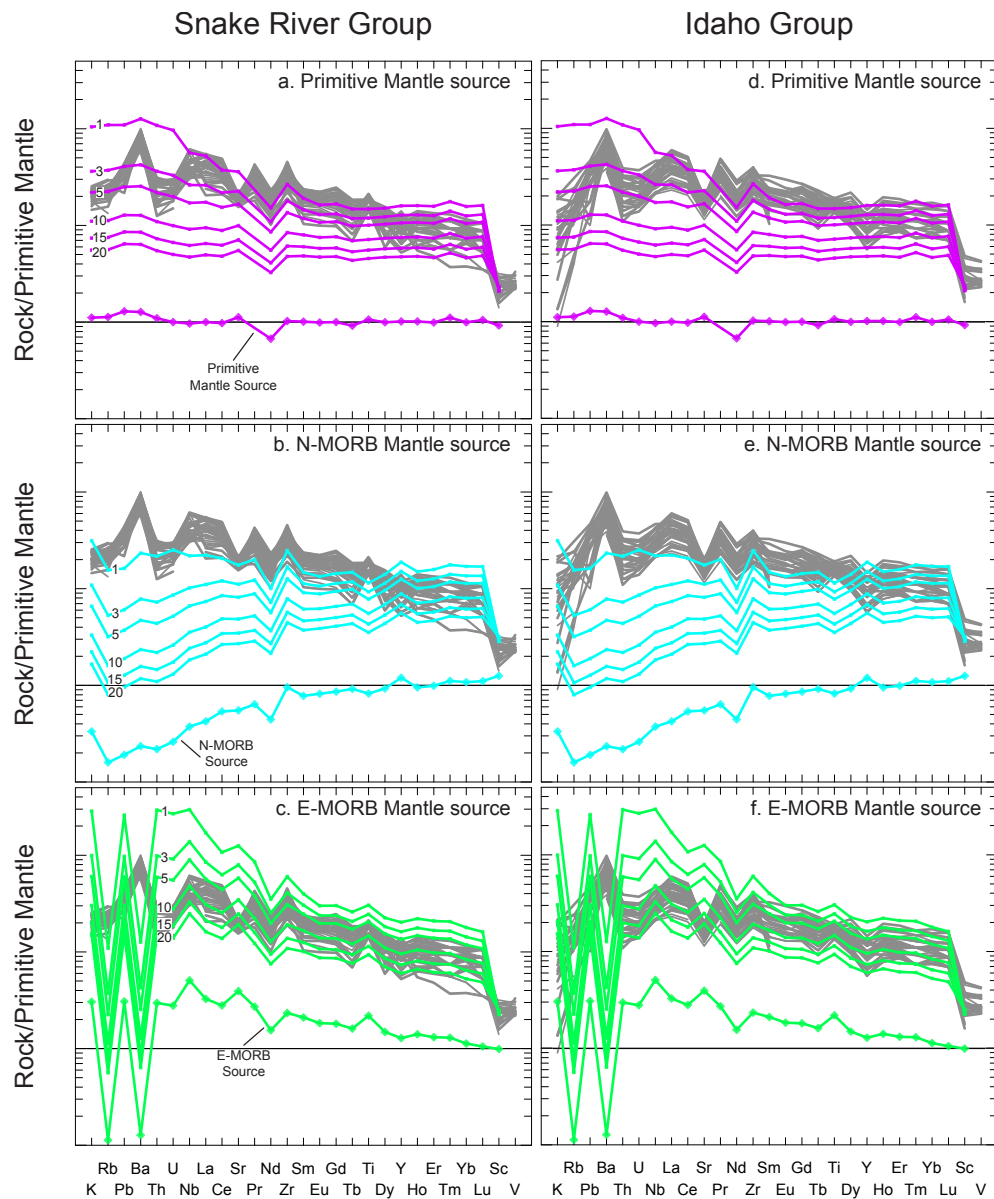 Snake River Group
Idaho Group
Rock/Primitive Mantle
a. Primitive Mantle source
1
3
5
10
15
20
Primitive
Mantle Source
d. Primitive Mantle source
Rock/Primitive Mantle
b. N-MORB Mantle source
1
3
5
10
15
20
N-MORB
Source
e. N-MORB Mantle source
Rock/Primitive Mantle
c. E-MORB Mantle source
1
3
5
10
15
20
E-MORB
Source
f. E-MORB Mantle source
Rb Ba U La Sr Nd Sm Gd Ti Y Er Yb Sc
K Pb Th Nb Ce Pr Zr Eu Tb Dy Ho Tm Lu V
Rb Ba U La Sr Nd Sm Gd Ti Y Er Yb Sc
K Pb Th Nb Ce Pr Zr Eu Tb Dy Ho Tm Lu V